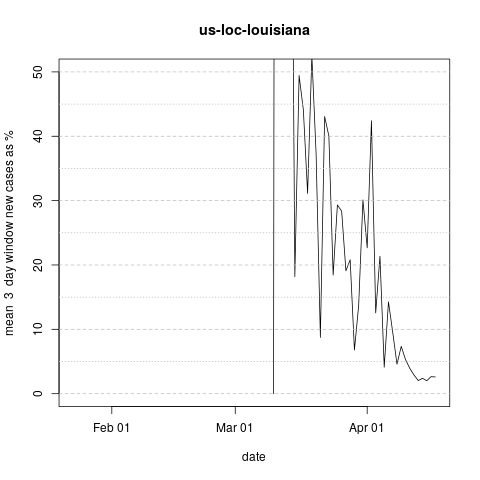 us-loc-louisiana
mean 3 day window new cases as %
50
40
30
20
10
0
Feb 01
Mar 01
Apr 01
date